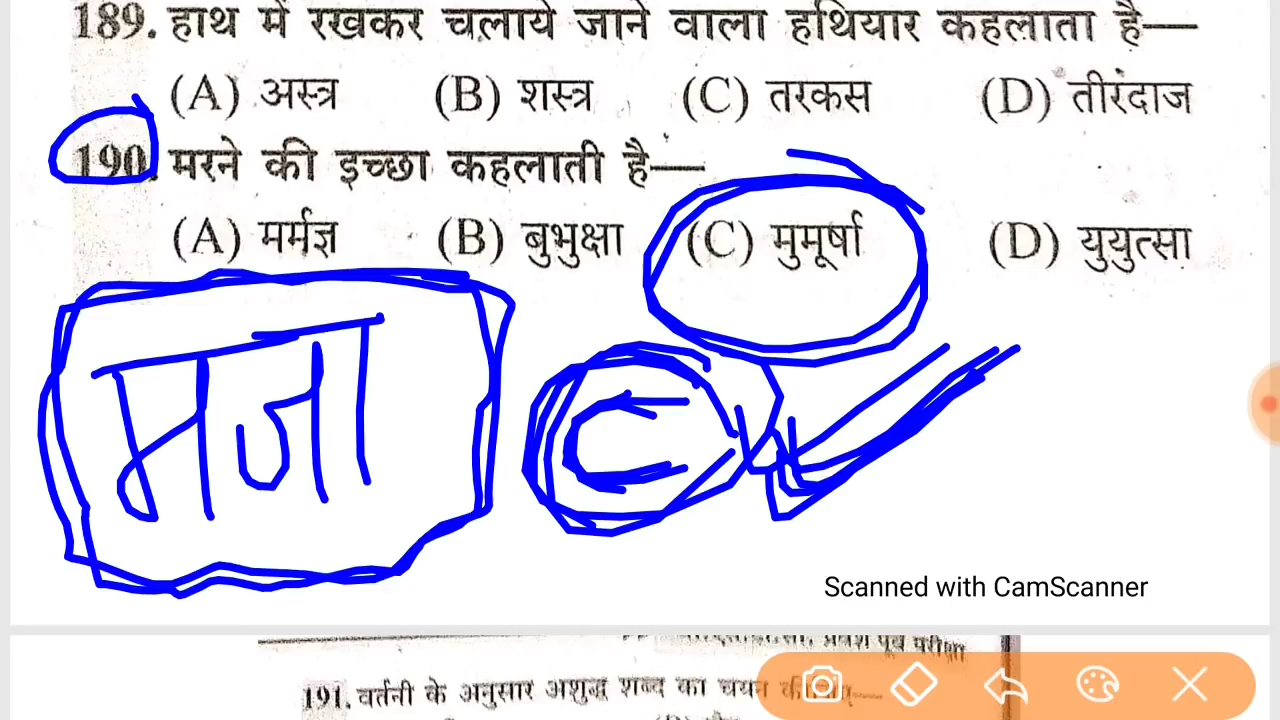 189. हाथ में रखकर चलाये जाने वाला हथियार कहलाता है—
(A) अस्त्र (B) शस्त्र (C) तरकस (D) तीरंदाज
190. मरने की इच्छा कहलाती है—
(A) मर्मज्ञ (B) बुभुक्षा (C) मुमूर्षा (D) युयुत्सा
मजा
C
Scanned with CamScanner
पूर्व परीक्षा
191. वर्तनी के अनुसार अशुद्ध शब्द का चयन